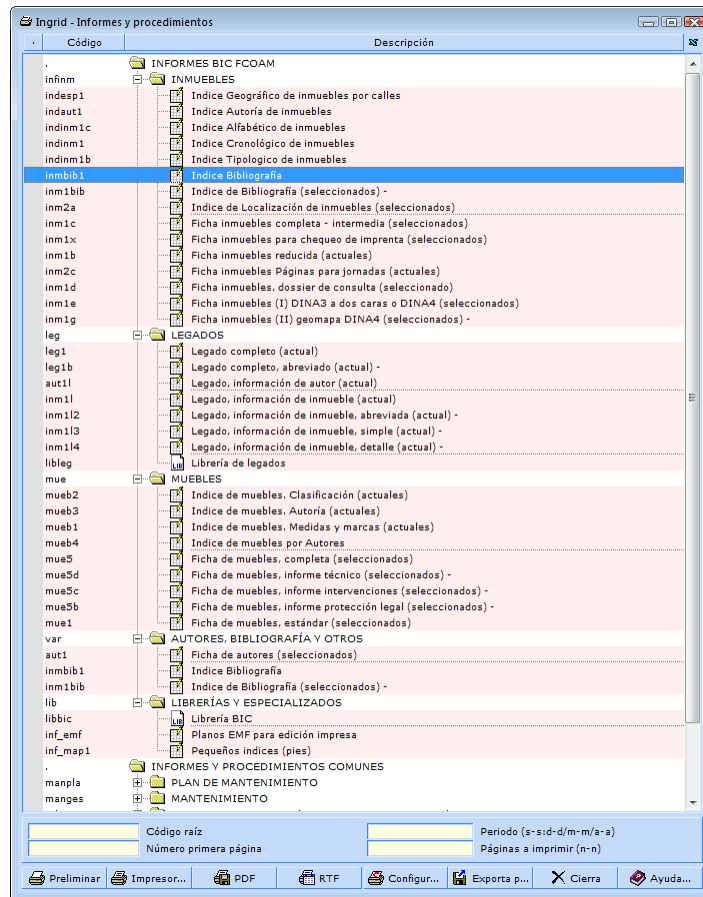 Ingrid - Informes y procedimientos
· Código Descripción
. INFORMES BIC FCOAM
infinm INMUEBLES
indesp1 Indice Geográfico de inmuebles por calles
indaut1 Indice Autoría de inmuebles
indinm1c Indice Alfabético de inmuebles
indinm1 Indice Cronológico de inmuebles
indinm1b Indice Tipologico de inmuebles
inmbib1 Indice Bibliografía
inm1bib Indice de Bibliografía (seleccionados) -
inm2a Indice de Localización de inmuebles (seleccionados)
inm1c Ficha inmuebles completa - intermedia (seleccionados)
inm1x Ficha inmuebles para chequeo de imprenta (seleccionados)
inm1b Ficha inmuebles reducida (actuales)
inm2c Ficha inmuebles Páginas para jornadas (actuales)
inm1d Ficha inmuebles, dossier de consulta (seleccionado)
inm1e Ficha inmuebles (I) DINA3 a dos caras o DINA4 (seleccionados)
inm1g Ficha inmuebles (II) geomapa DINA4 (seleccionados) -
leg LEGADOS
leg1 Legado completo (actual)
leg1b Legado completo, abreviado (actual) -
aut1l Legado, información de autor (actual)
inm1l Legado, información de inmueble (actual)
inm1l2 Legado, información de inmueble, abreviada (actual) -
inm1l3 Legado, información de inmueble, simple (actual) -
inm1l4 Legado, información de inmueble, detalle (actual) -
libleg LIB Librería de legados
mue MUEBLES
mueb2 Indice de muebles. Clasificación (actuales)
mueb3 Indice de muebles. Autoría (actuales)
mueb1 Indice de muebles. Medidas y marcas (actuales)
mueb4 Indice de muebles por Autores
mue5 Ficha de muebles, completa (seleccionados)
mue5d Ficha de muebles, informe técnico (seleccionados) -
mue5c Ficha de muebles, informe intervenciones (seleccionados) -
mue5b Ficha de muebles, informe protección legal (seleccionados) -
mue1 Ficha de muebles, estándar (seleccionados)
var AUTORES, BIBLIOGRAFÍA Y OTROS
aut1 Ficha de autores (seleccionados)
inmbib1 Indice Bibliografía
inm1bib Indice de Bibliografía (seleccionados) -
lib LIBRERÍAS Y ESPECIALIZADOS
libbic LIB Librería BIC
inf_emf Planos EMF para edición impresa
inf_map1 Pequeños indices (pies)
. INFORMES Y PROCEDIMIENTOS COMUNES
manpla PLAN DE MANTENIMIENTO
manges MANTENIMIENTO
Código raíz Periodo (s-s:d-d/m-m/a-a)
Número primera página Páginas a imprimir (n-n)
Preliminar Impresor... PDF RTF Configur... Exporta p... Cierra Ayuda...